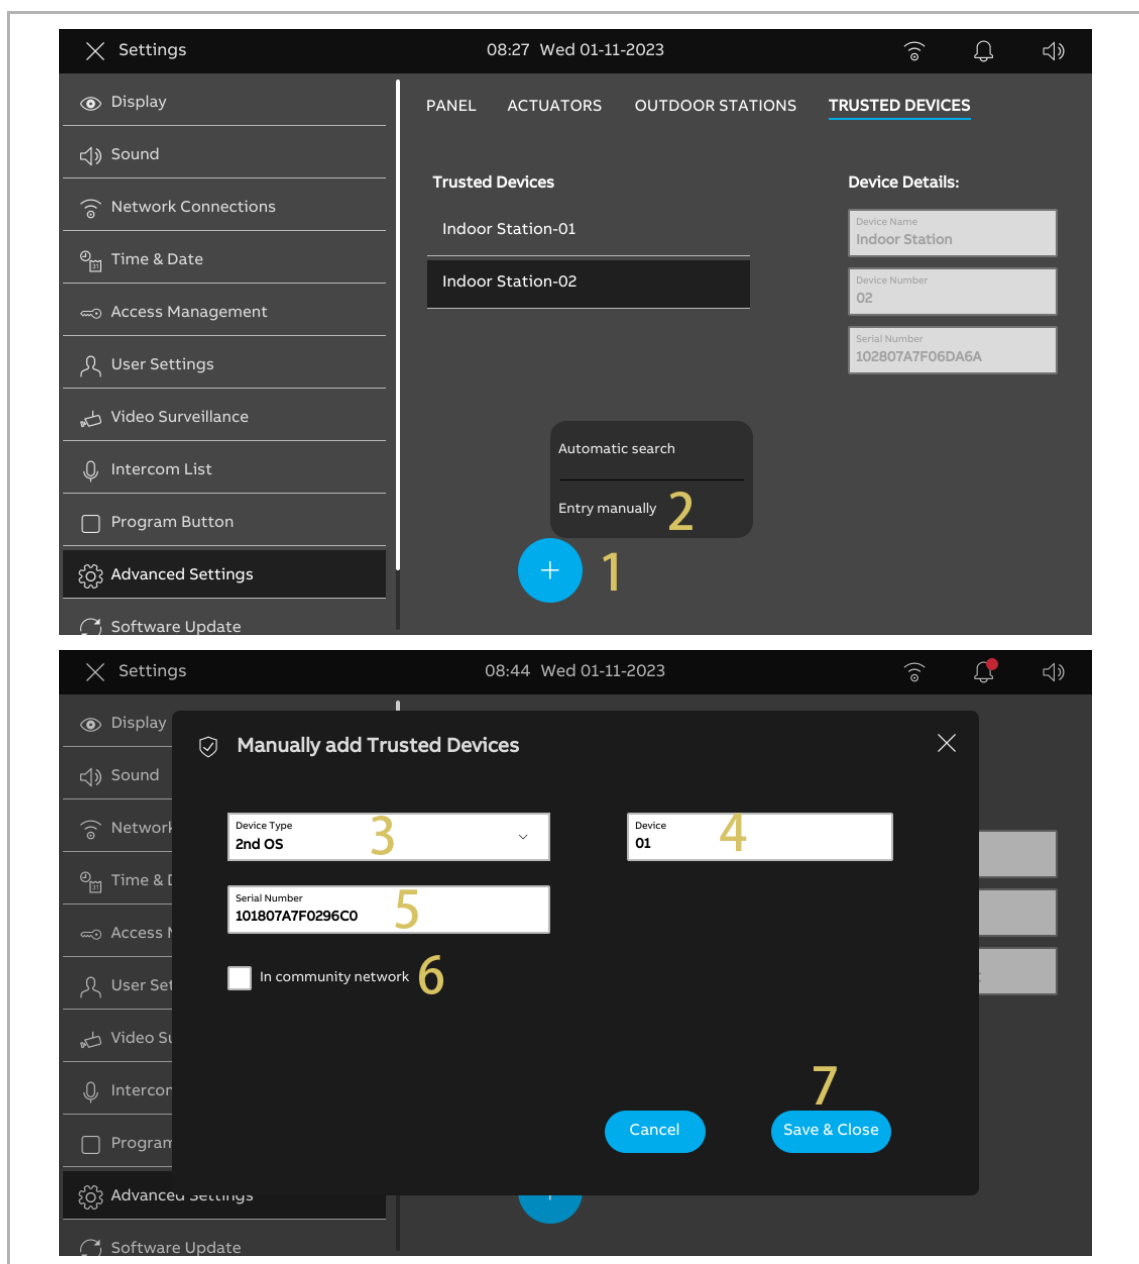 Settings
08:27 Wed 01-11-2023
Display
Sound
Network Connections
Time & Date
31
Access Management
User Settings
Video Surveillance
Intercom List
Program Button
Advanced Settings
Software Update
PANEL ACTUATORS OUTDOOR STATIONS TRUSTED DEVICES
Trusted Devices
Indoor Station-01
Indoor Station-02
Device Details:
Device Name
Indoor Station
Device Number
02
Serial Number
102807A7F06DA6A
Automatic search
Entry manually 2
+ 1
Settings
08:44 Wed 01-11-2023
Display
Sound
Network
Time & D
31
Access M
User Set
Video Su
Intercom
Program
Advanced Settings
Software Update
Manually add Trusted Devices
Device Type
2nd OS 3
Device
01 4
Serial Number
101807A7F0296C0 5
In community network 6
7
Cancel Save & Close